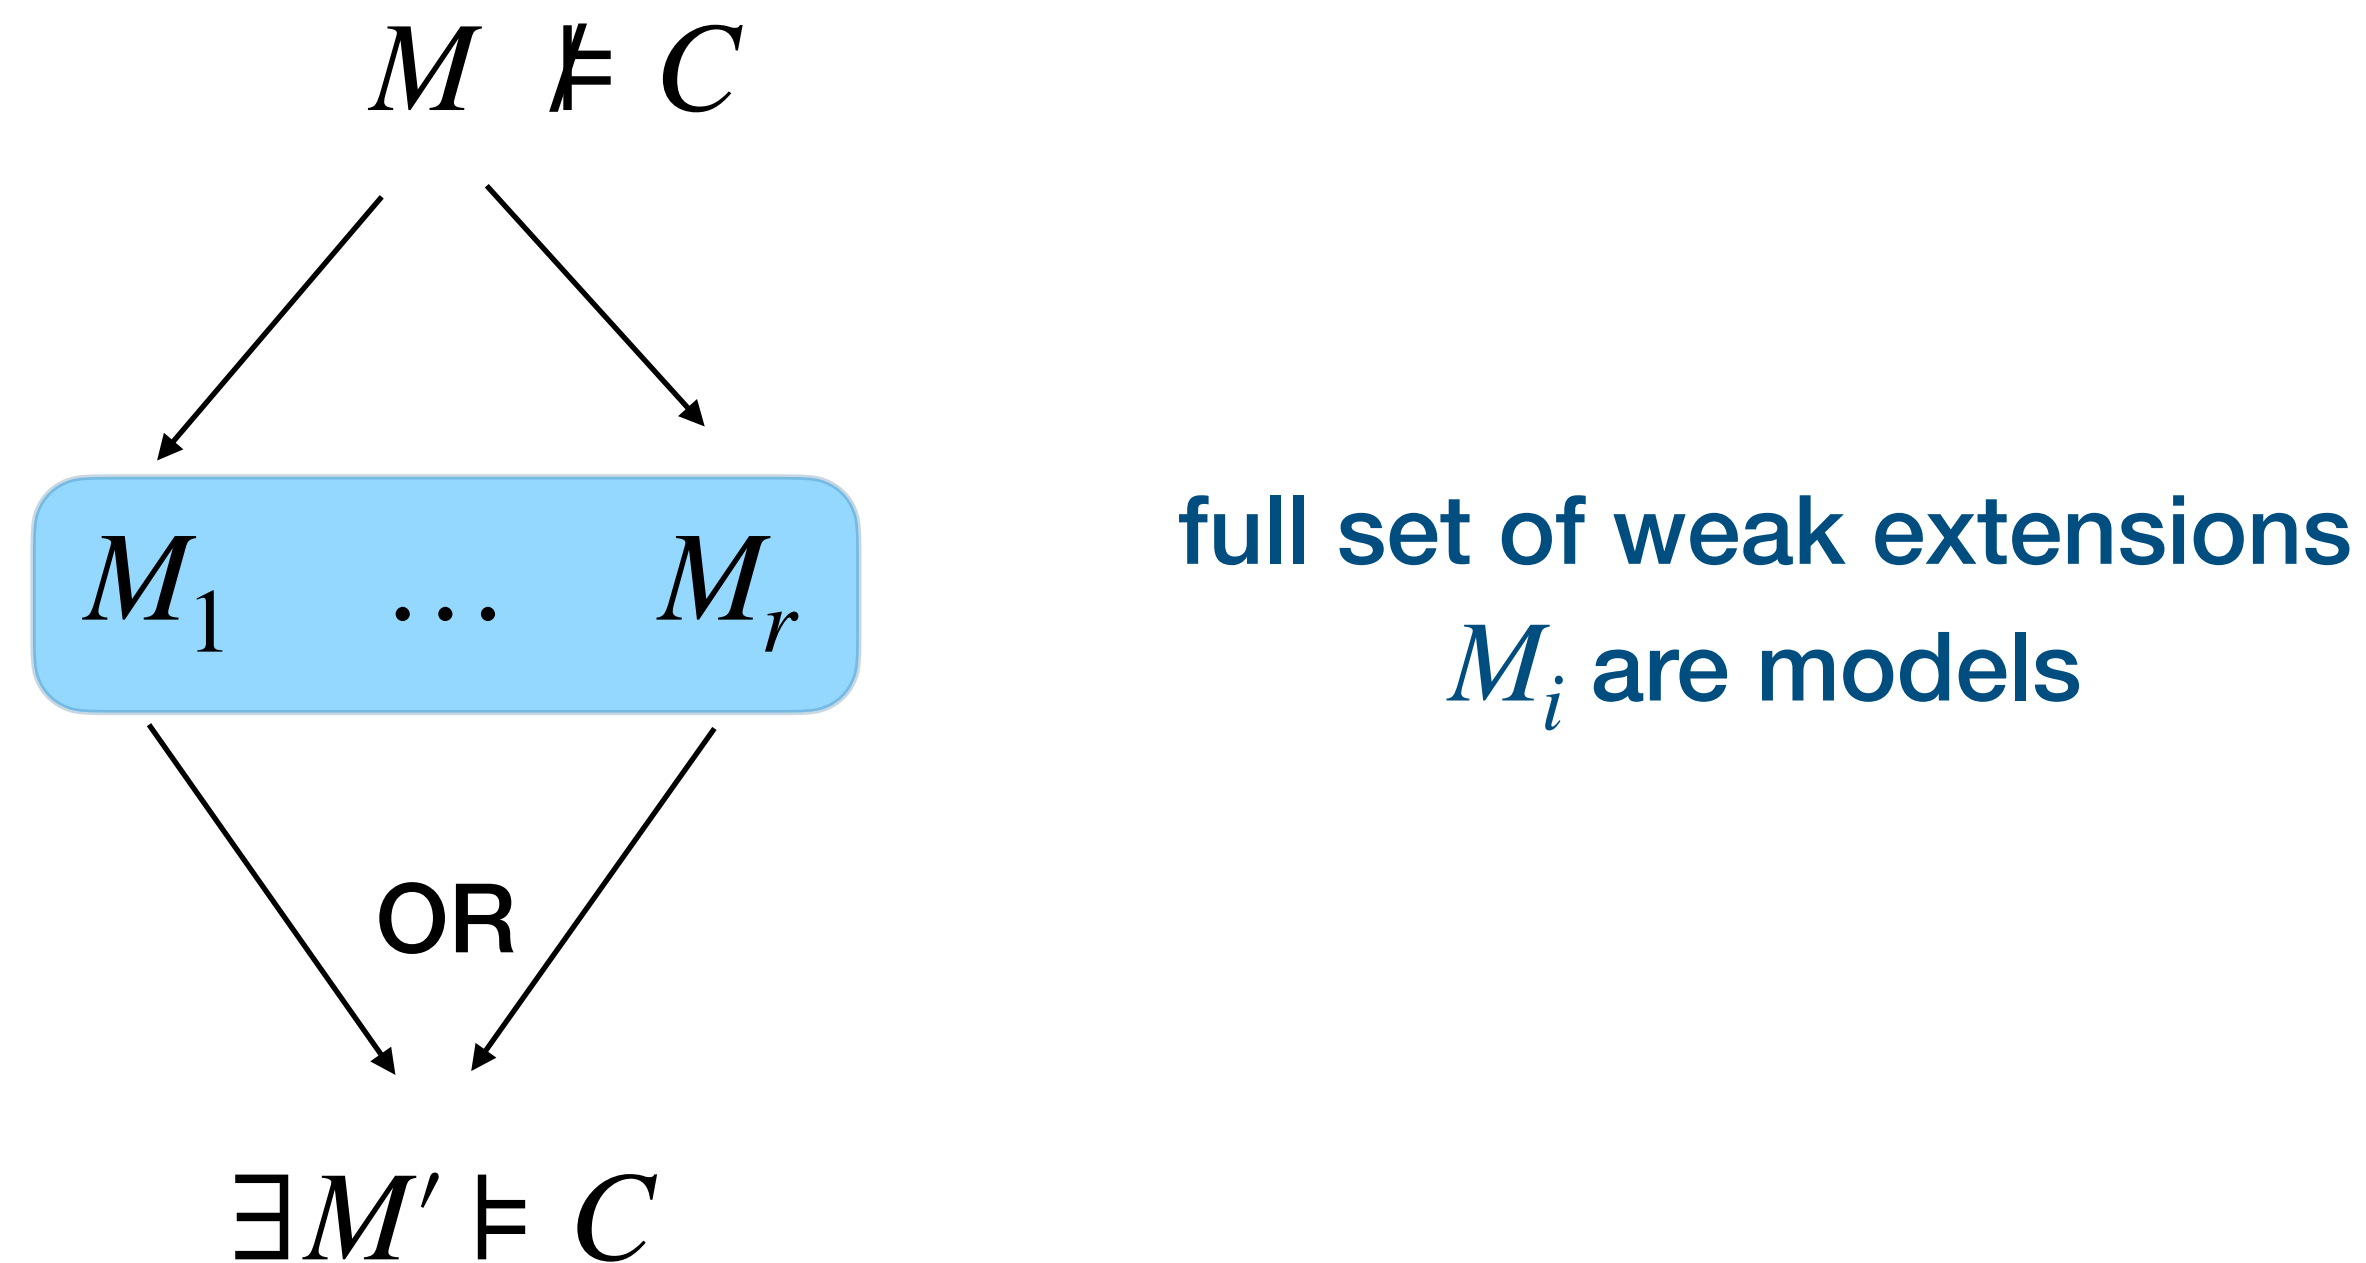 M ⊭ C
M₁ … Mᵣ
full set of weak extensions
Mᵢ are models
OR
∃M′ ⊨ C